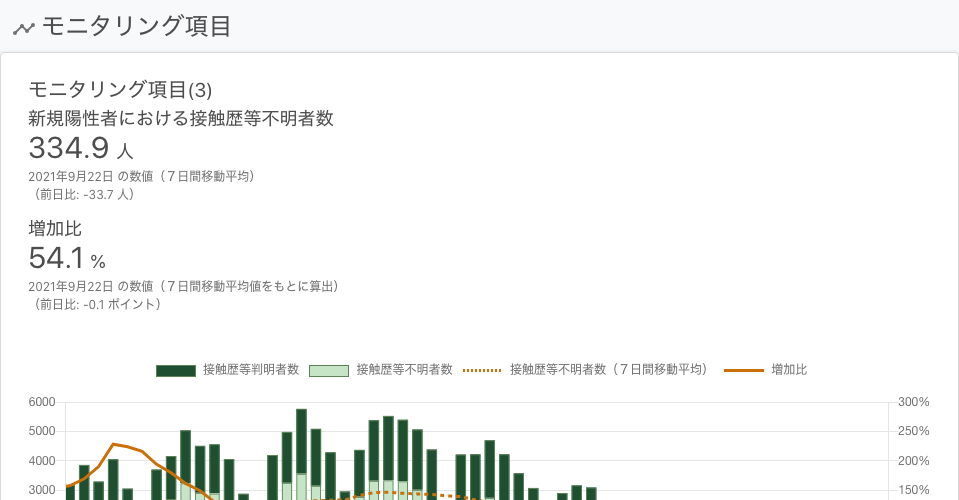 モニタリング項目
モニタリング項目(3)
新規陽性者における接触歴等不明者数
334.9 人
2021年9月22日 の数値（７日間移動平均）
（前日比: -33.7 人）
増加比
54.1 %
2021年9月22日 の数値（７日間移動平均値をもとに算出）
（前日比: -0.1 ポイント）
接触歴等判明者数 接触歴等不明者数 接触歴等不明者数（７日間移動平均） 増加比
6000 300%
5000 250%
4000 200%
3000 150%